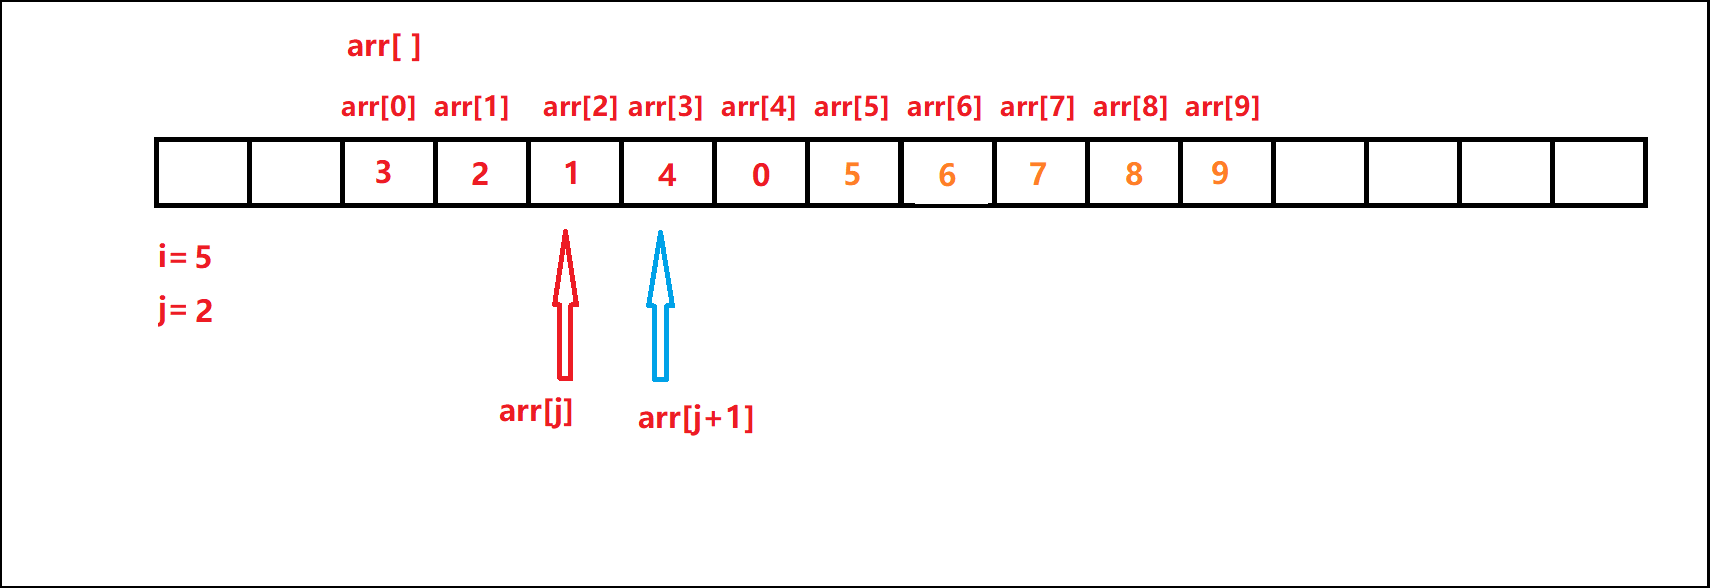 arr[ ]
arr[0] arr[1] arr[2] arr[3] arr[4] arr[5] arr[6] arr[7] arr[8] arr[9]
3 2 1 4 0 5 6 7 8 9
i= 5
j= 2
arr[j] arr[j+1]